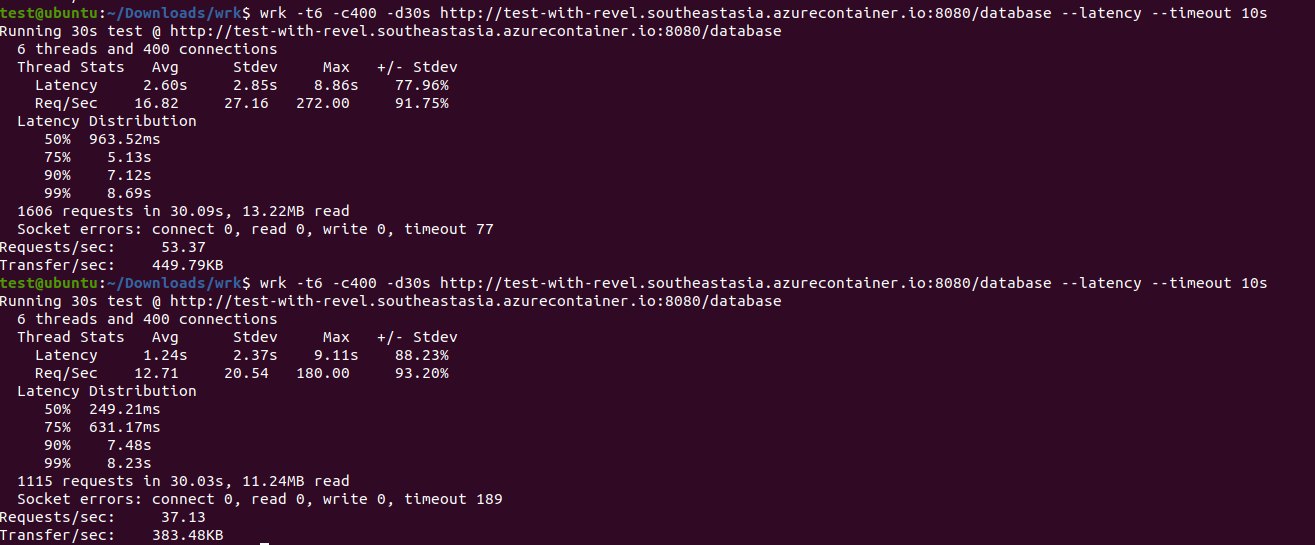 test@ubuntu:~/Downloads/wrk$ wrk -t6 -c400 -d30s http://test-with-revel.southeastasia.azurecontainer.io:8080/database --latency --timeout 10s
Running 30s test @ http://test-with-revel.southeastasia.azurecontainer.io:8080/database
  6 threads and 400 connections
  Thread Stats   Avg      Stdev     Max   +/- Stdev
    Latency     2.60s     2.85s    8.86s    77.96%
    Req/Sec    16.82     27.16   272.00     91.75%
  Latency Distribution
     50%  963.52ms
     75%    5.13s
     90%    7.12s
     99%    8.69s
  1606 requests in 30.09s, 13.22MB read
  Socket errors: connect 0, read 0, write 0, timeout 77
Requests/sec:     53.37
Transfer/sec:    449.79KB
test@ubuntu:~/Downloads/wrk$ wrk -t6 -c400 -d30s http://test-with-revel.southeastasia.azurecontainer.io:8080/database --latency --timeout 10s
Running 30s test @ http://test-with-revel.southeastasia.azurecontainer.io:8080/database
  6 threads and 400 connections
  Thread Stats   Avg      Stdev     Max   +/- Stdev
    Latency     1.24s     2.37s    9.11s    88.23%
    Req/Sec    12.71     20.54   180.00     93.20%
  Latency Distribution
     50%  249.21ms
     75%  631.17ms
     90%    7.48s
     99%    8.23s
  1115 requests in 30.03s, 11.24MB read
  Socket errors: connect 0, read 0, write 0, timeout 189
Requests/sec:     37.13
Transfer/sec:    383.48KB